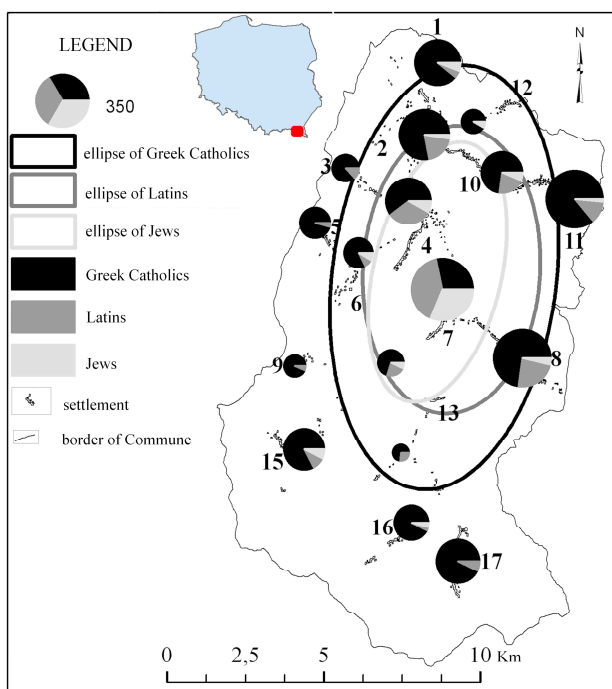 LEGEND
350
ellipse of Greek Catholics
ellipse of Latins
ellipse of Jews
Greek Catholics
Latins
Jews
settlement
border of Commune
N
1
12
2
3
10
11
5
4
6
7
8
9
13
15
16
17
0 2,5 5 10 Km